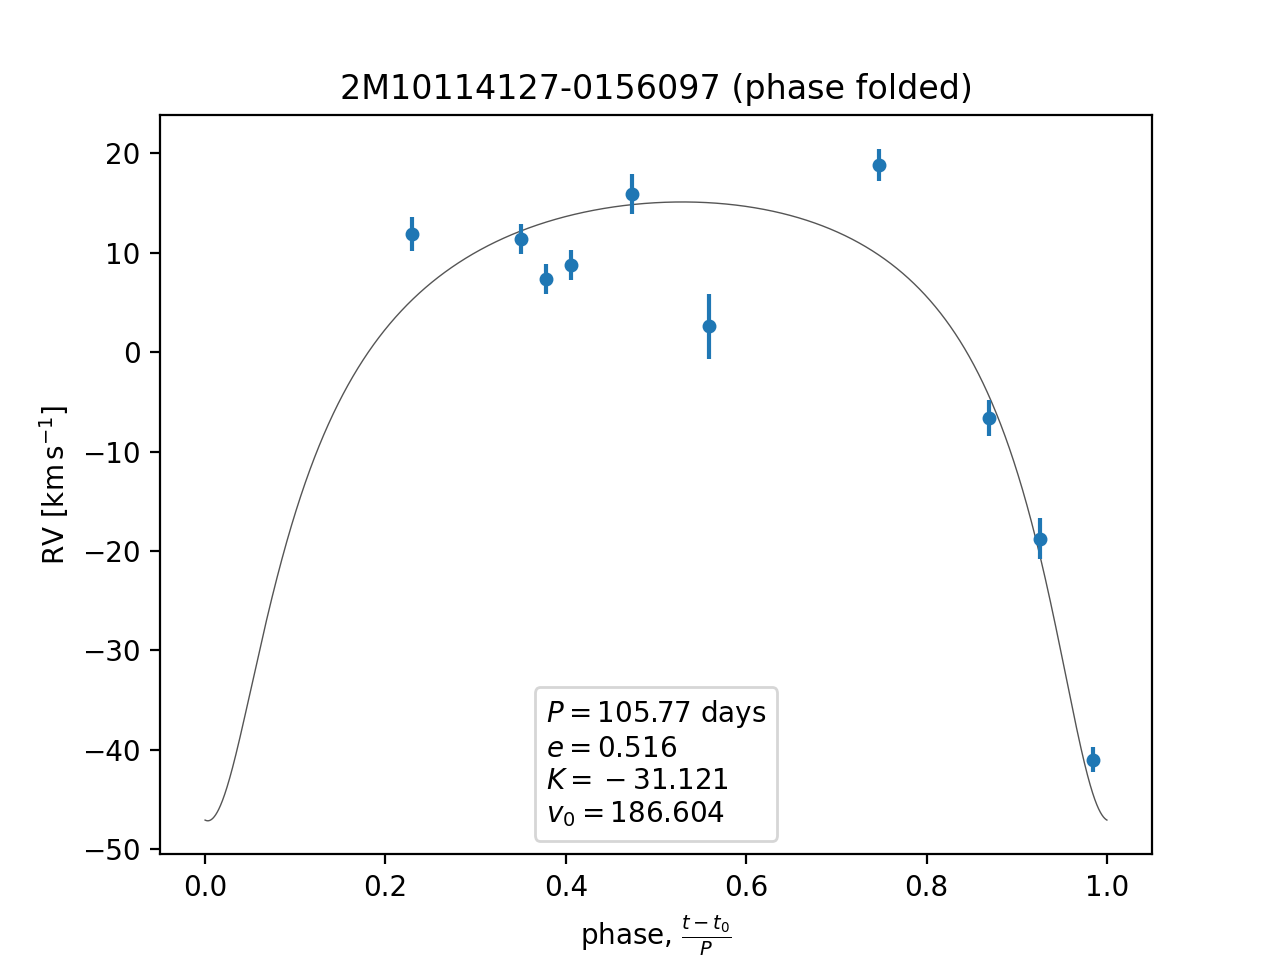 2M10114127-0156097 (phase folded)
20
10
0
−10
−20
−30
−40
−50
RV [km s⁻¹]
P = 105.77 days
e = 0.516
K = − 31.121
v₀ = 186.604
0.0 0.2 0.4 0.6 0.8 1.0
phase, (t − t₀)/P